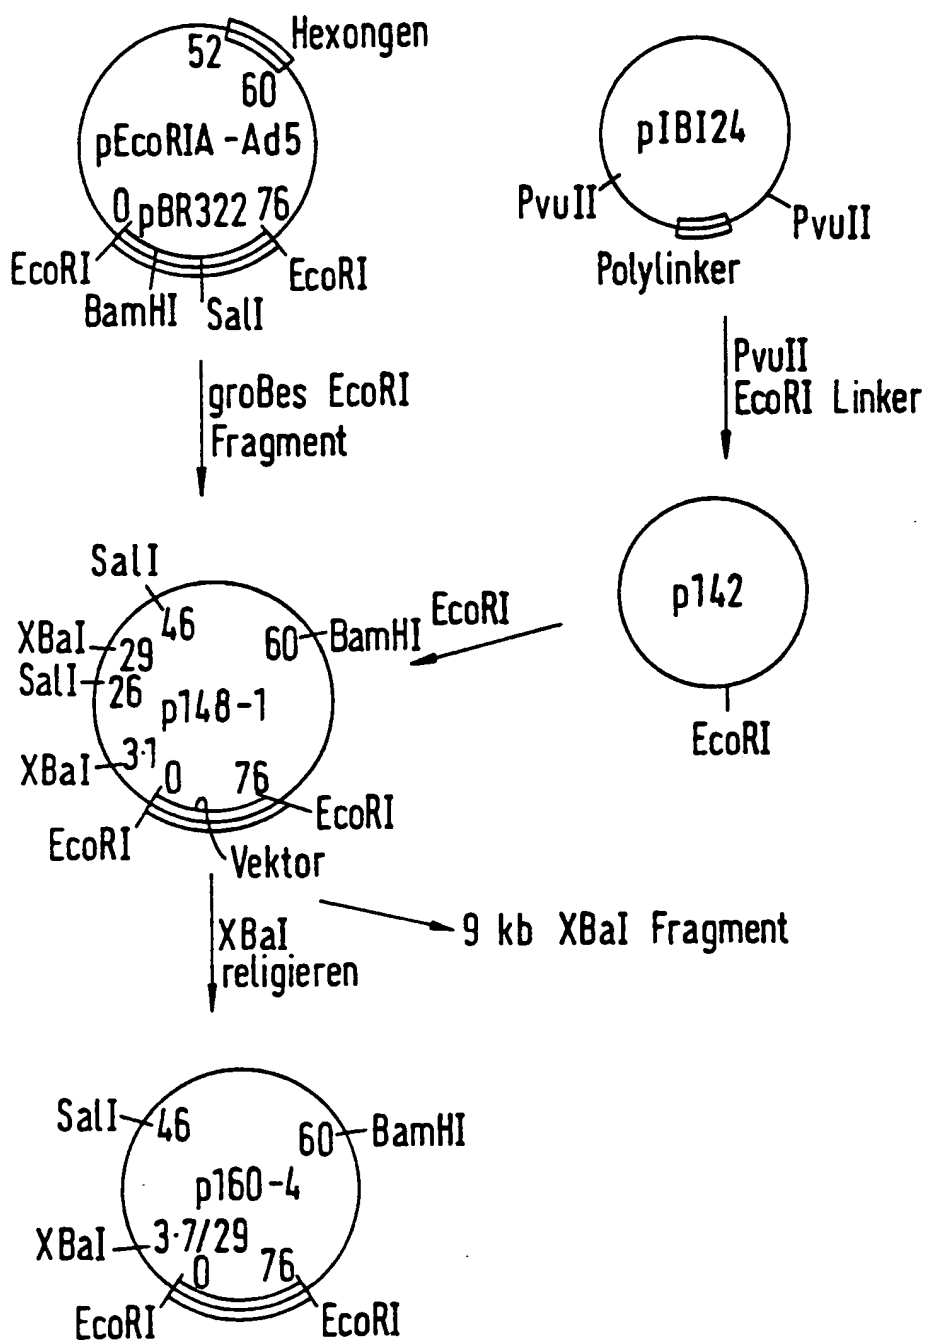 Hexongen
52
60
pEcoRIA-Ad5
0 pBR322 76
EcoRI
EcoRI
BamHI
SalI
pIBI24
PvuII
PvuII
Polylinker
großes EcoRI
Fragment
PvuII
EcoRI Linker
p142
EcoRI
EcoRI
SalI
46
XBaI
29
60
BamHI
SalI
26
p148-1
XBaI
3·7
0
76
EcoRI
EcoRI
Vektor
XBaI
religieren
9 kb XBaI Fragment
SalI
46
60
BamHI
p160-4
XBaI
3·7/29
0
76
EcoRI
EcoRI